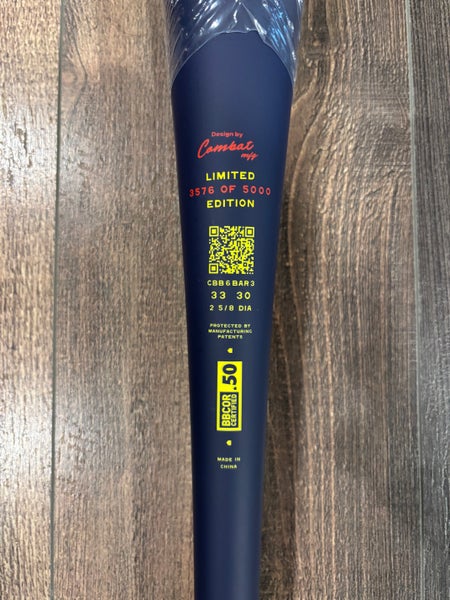 Design by
Combat
mfg
LIMITED
3576 OF 5000
EDITION
CBB6BAR3
33 30
2 5/8 DIA
PROTECTED BY
MANUFACTURING
PATENTS
BBCOR
CERTIFIED
.50
MADE IN
CHINA